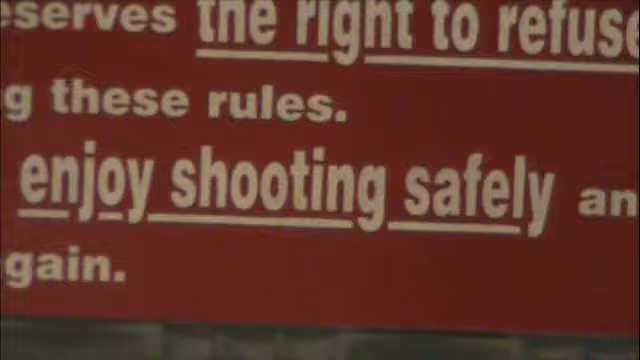 eserves the right to refuse
g these rules.
enjoy shooting safely an
gain.